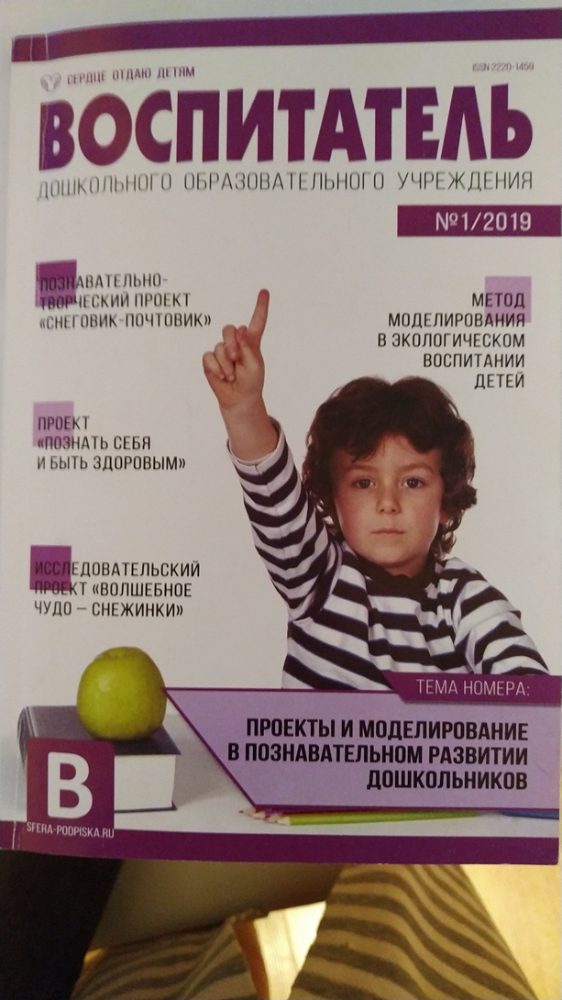 СЕРДЦЕ ОТДАЮ ДЕТЯМ
ISSN 2220-1459
ВОСПИТАТЕЛЬ
ДОШКОЛЬНОГО ОБРАЗОВАТЕЛЬНОГО УЧРЕЖДЕНИЯ
№1/2019
ПОЗНАВАТЕЛЬНО-
ТВОРЧЕСКИЙ ПРОЕКТ
«СНЕГОВИК-ПОЧТОВИК»
МЕТОД
МОДЕЛИРОВАНИЯ
В ЭКОЛОГИЧЕСКОМ
ВОСПИТАНИИ
ДЕТЕЙ
ПРОЕКТ
«ПОЗНАТЬ СЕБЯ
И БЫТЬ ЗДОРОВЫМ»
ИССЛЕДОВАТЕЛЬСКИЙ
ПРОЕКТ «ВОЛШЕБНОЕ
ЧУДО – СНЕЖИНКИ»
ТЕМА НОМЕРА:
ПРОЕКТЫ И МОДЕЛИРОВАНИЕ
В ПОЗНАВАТЕЛЬНОМ РАЗВИТИИ
ДОШКОЛЬНИКОВ
В
SFERA-PODPISKA.RU